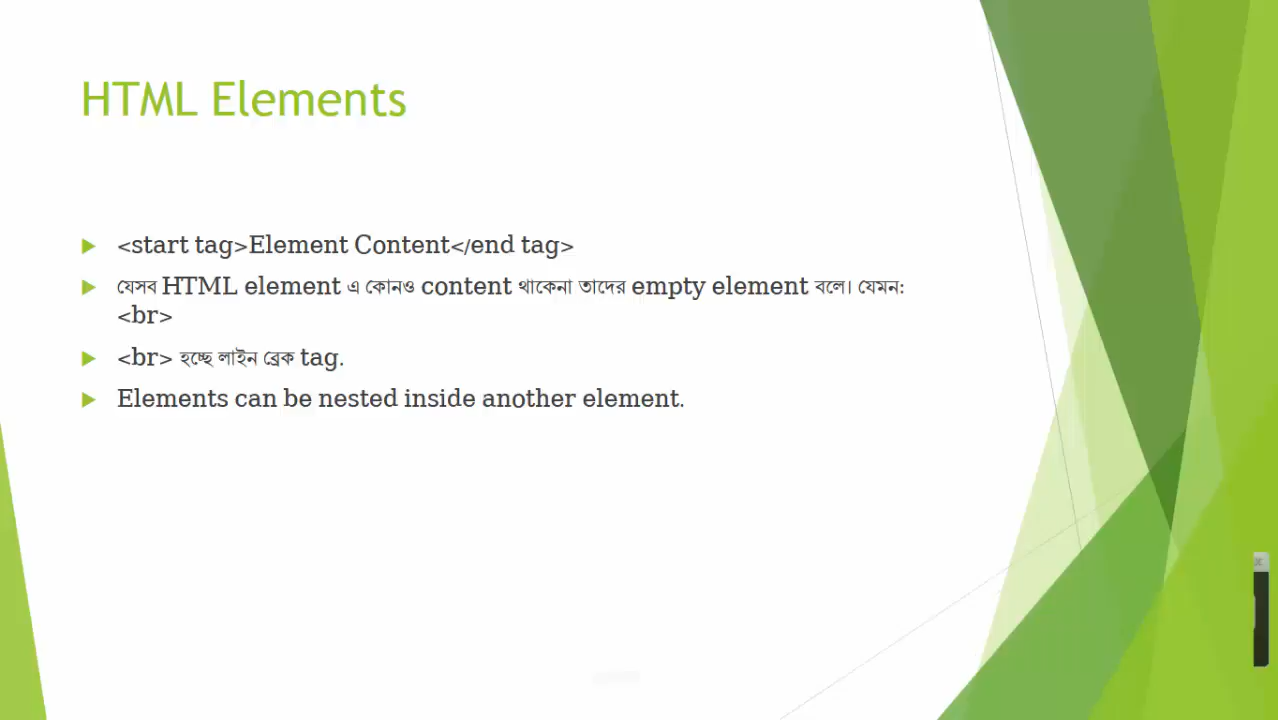 HTML Elements
<start tag>Element Content</end tag>
যেসব HTML element এ কোনও content থাকেনা তাদের empty element বলে। যেমন:
<br>
<br> হচ্ছে লাইন ব্রেক tag.
Elements can be nested inside another element.